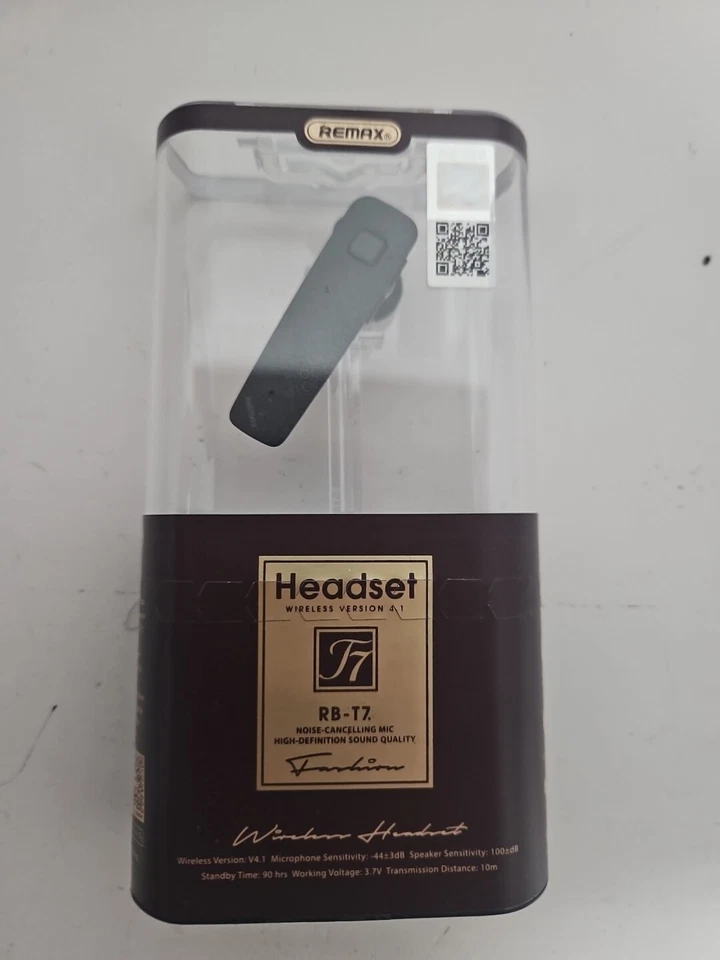 REMAX®
Headset
WIRELESS VERSION 4.1
T7
RB-T7
NOISE-CANCELLING MIC
HIGH-DEFINITION SOUND QUALITY
Fashion
Wireless Headset
Wireless Version: V4.1 Microphone Sensitivity: -44±3dB Speaker Sensitivity: 100±dB
Standby Time: 90 hrs Working Voltage: 3.7V Transmission Distance: 10m